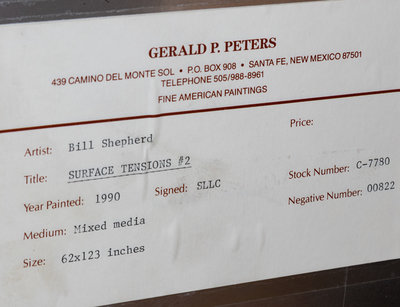 GERALD P. PETERS
439 CAMINO DEL MONTE SOL • P.O. BOX 908 • SANTA FE, NEW MEXICO 87501
TELEPHONE 505/988-8961
FINE AMERICAN PAINTINGS
Artist: Bill Shepherd Price:
Title: SURFACE TENSIONS #2 Stock Number: C-7780
Year Painted: 1990 Signed: SLLC Negative Number: 00822
Medium: Mixed media
Size: 62x123 inches